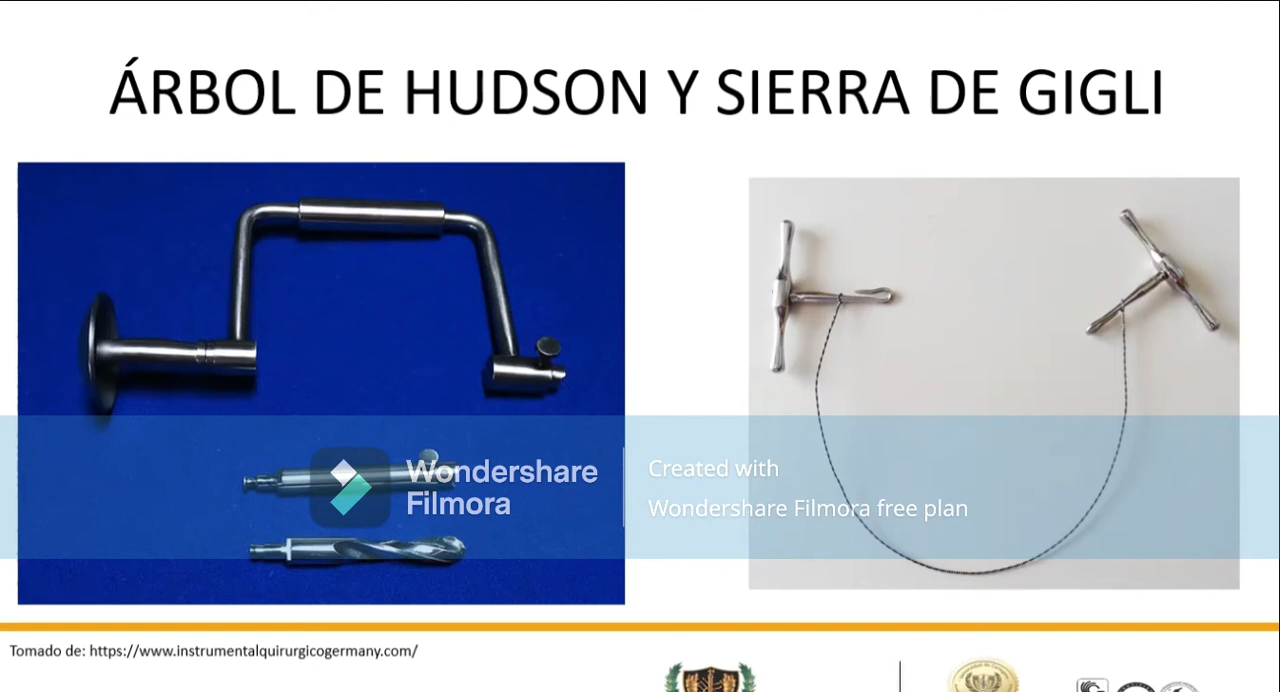 ÁRBOL DE HUDSON Y SIERRA DE GIGLI
Wondershare
Filmora
Created with
Wondershare Filmora free plan
Tomado de: https://www.instrumentalquirurgicogermany.com/